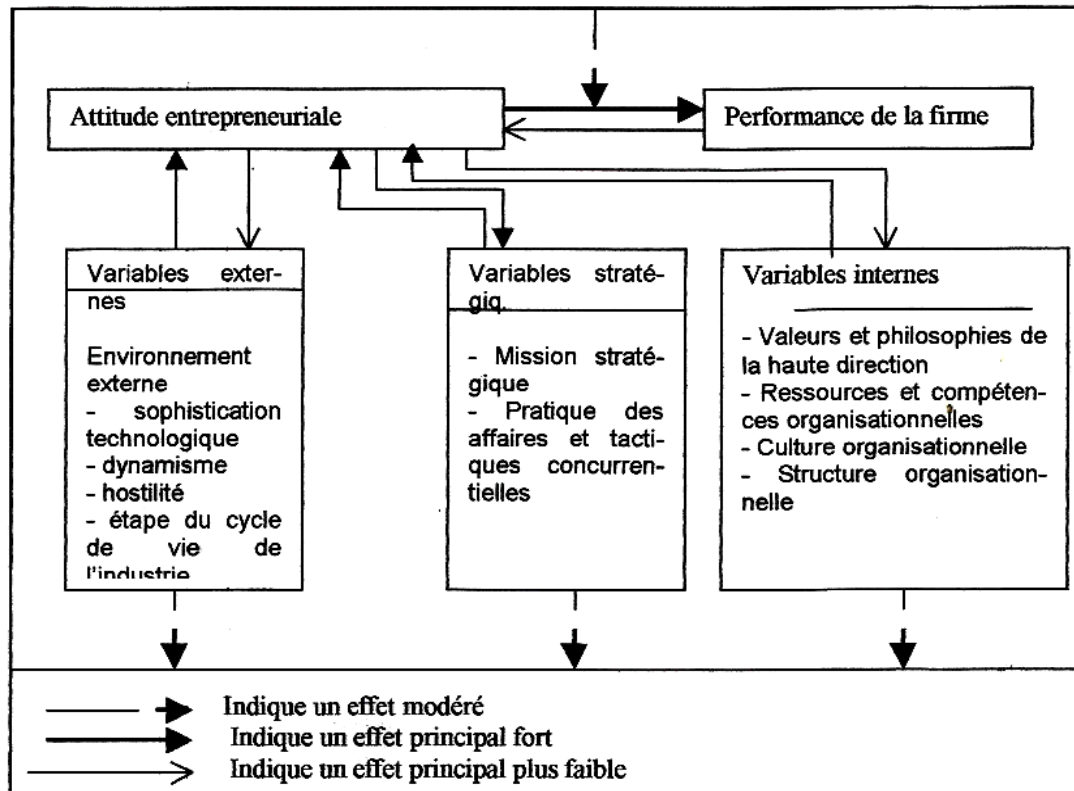 Attitude entrepreneuriale
Performance de la firme
Variables exter-
nes
Environnement
externe
- sophistication
technologique
- dynamisme
- hostilité
- étape du cycle
de vie de
l'industrie
Variables straté-
giq.
- Mission straté-
gique
- Pratique des
affaires et tact-
iques concurren-
tielles
Variables internes
- Valeurs et philosophies de
la haute direction
- Ressources et compéten-
ces organisationnelles
- Culture organisationnelle
- Structure organisation-
nelle
Indique un effet modéré
Indique un effet principal fort
Indique un effet principal plus faible